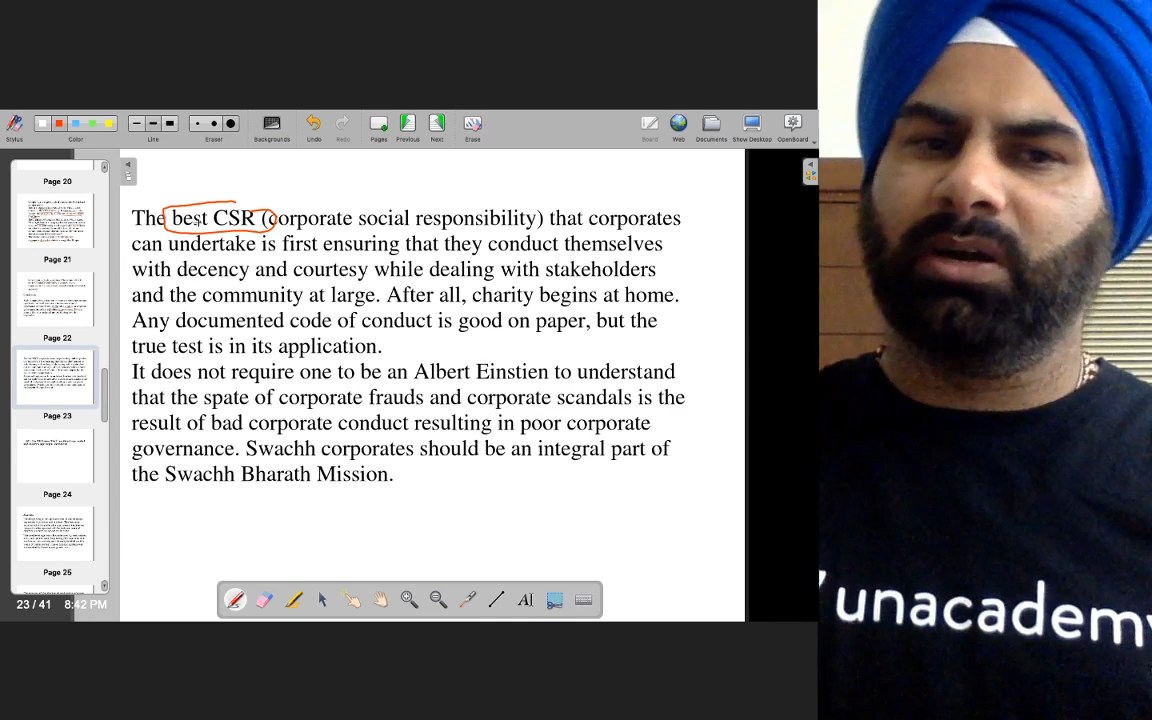 Stylus
Color
Line
Eraser
Backgrounds
Undo
Redo
Pages
Previous
Next
Erase
Board
Web
Documents
Show Desktop
OpenBoard
Page 20
Page 21
Page 22
Page 23
Page 24
Page 25
23 / 41 8:42 PM
The best CSR (corporate social responsibility) that corporates
can undertake is first ensuring that they conduct themselves
with decency and courtesy while dealing with stakeholders
and the community at large. After all, charity begins at home.
Any documented code of conduct is good on paper, but the
true test is in its application.
It does not require one to be an Albert Einstien to understand
that the spate of corporate frauds and corporate scandals is the
result of bad corporate conduct resulting in poor corporate
governance. Swachh corporates should be an integral part of
the Swachh Bharath Mission.
AI
unacademy